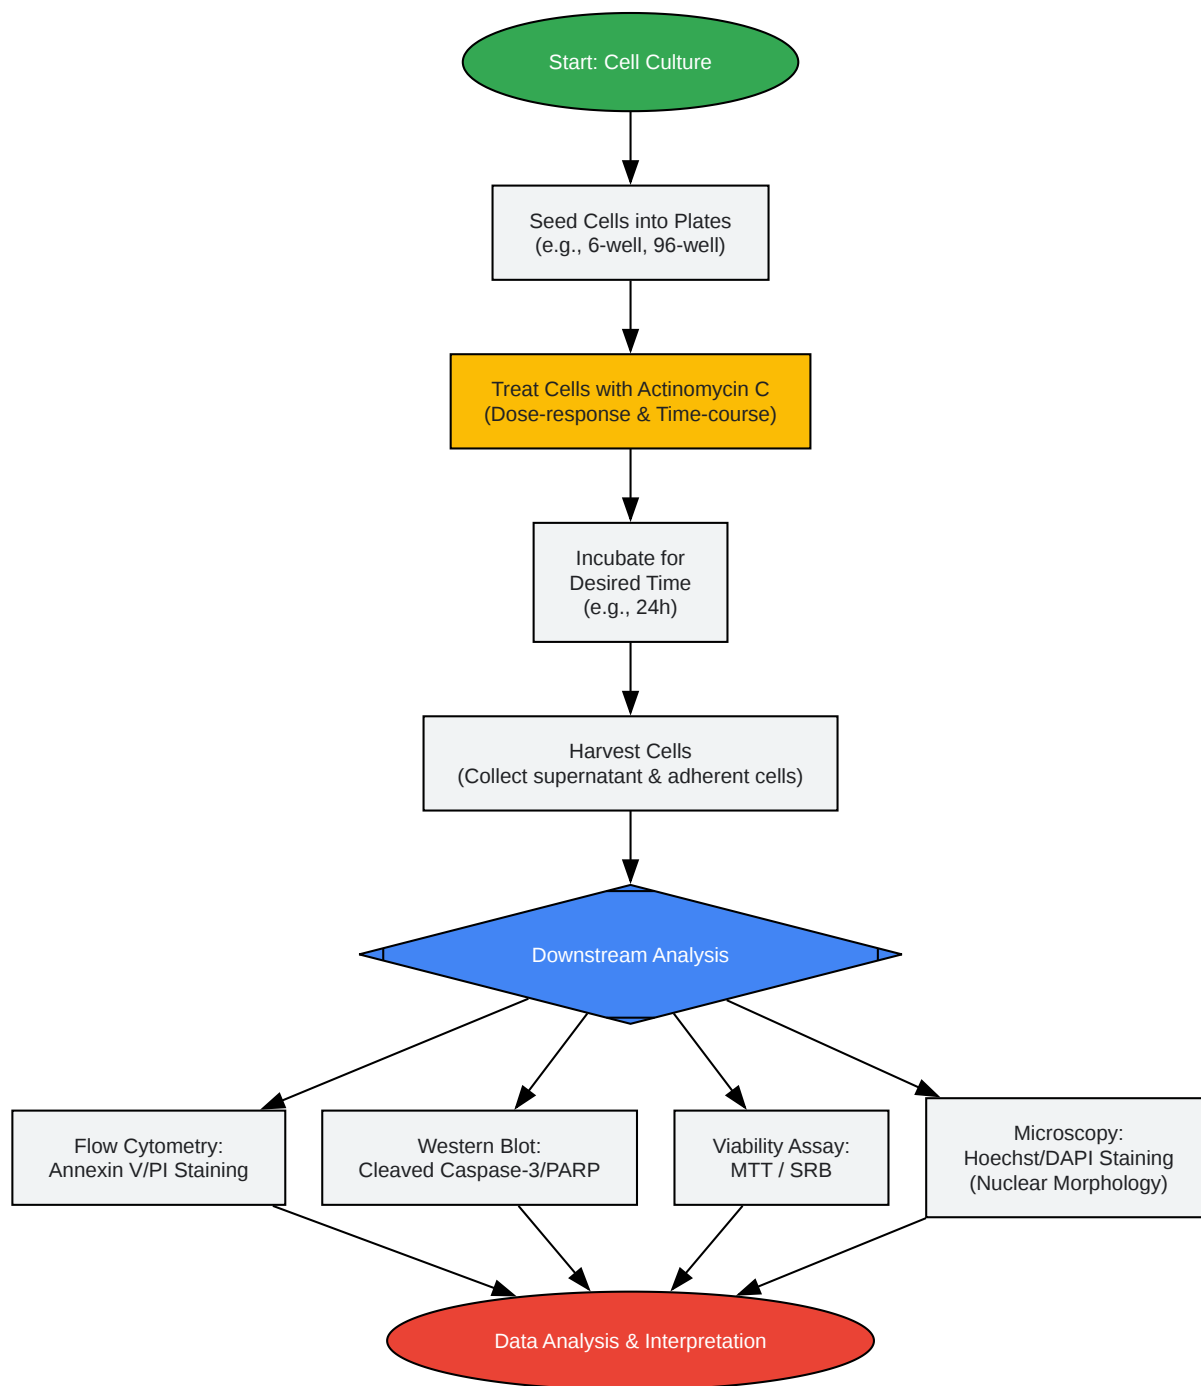 Start: Cell Culture
Seed Cells into Plates
(e.g., 6-well, 96-well)
Treat Cells with Actinomycin C
(Dose-response & Time-course)
Incubate for
Desired Time
(e.g., 24h)
Harvest Cells
(Collect supernatant & adherent cells)
Downstream Analysis
Flow Cytometry:
Annexin V/PI Staining
Western Blot:
Cleaved Caspase-3/PARP
Viability Assay:
MTT / SRB
Microscopy:
Hoechst/DAPI Staining
(Nuclear Morphology)
Data Analysis & Interpretation